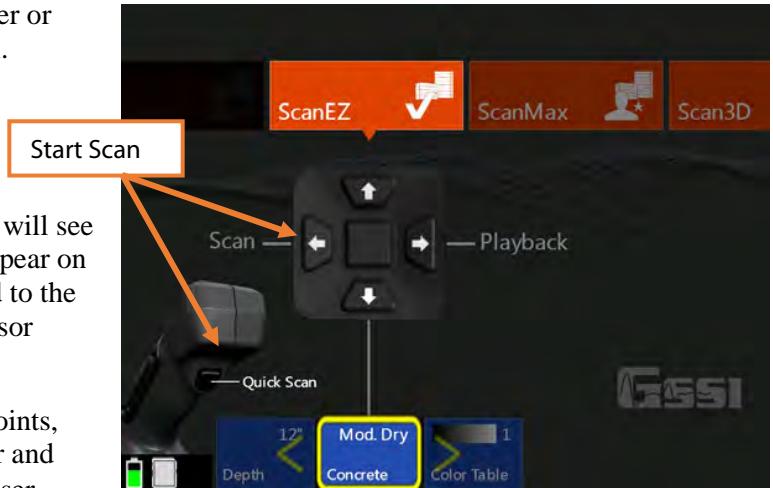 er or
Start Scan
will see
pear on
to the
sor
oints,
r and
ScanEZ
ScanMax
Scan3D
Scan
Playback
Quick Scan
12"
Depth
Mod. Dry
Concrete
1
Color Table
GSSI